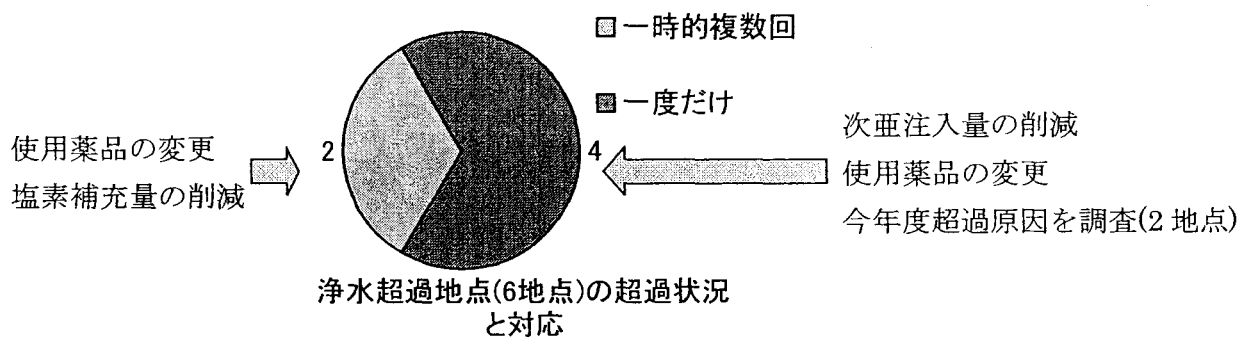 一時的複数回
一度だけ
使用薬品の変更
塩素補充量の削減
2
4
次亜注入量の削減
使用薬品の変更
今年度超過原因を調査(2 地点)
浄水超過地点(6地点)の超過状況
と対応